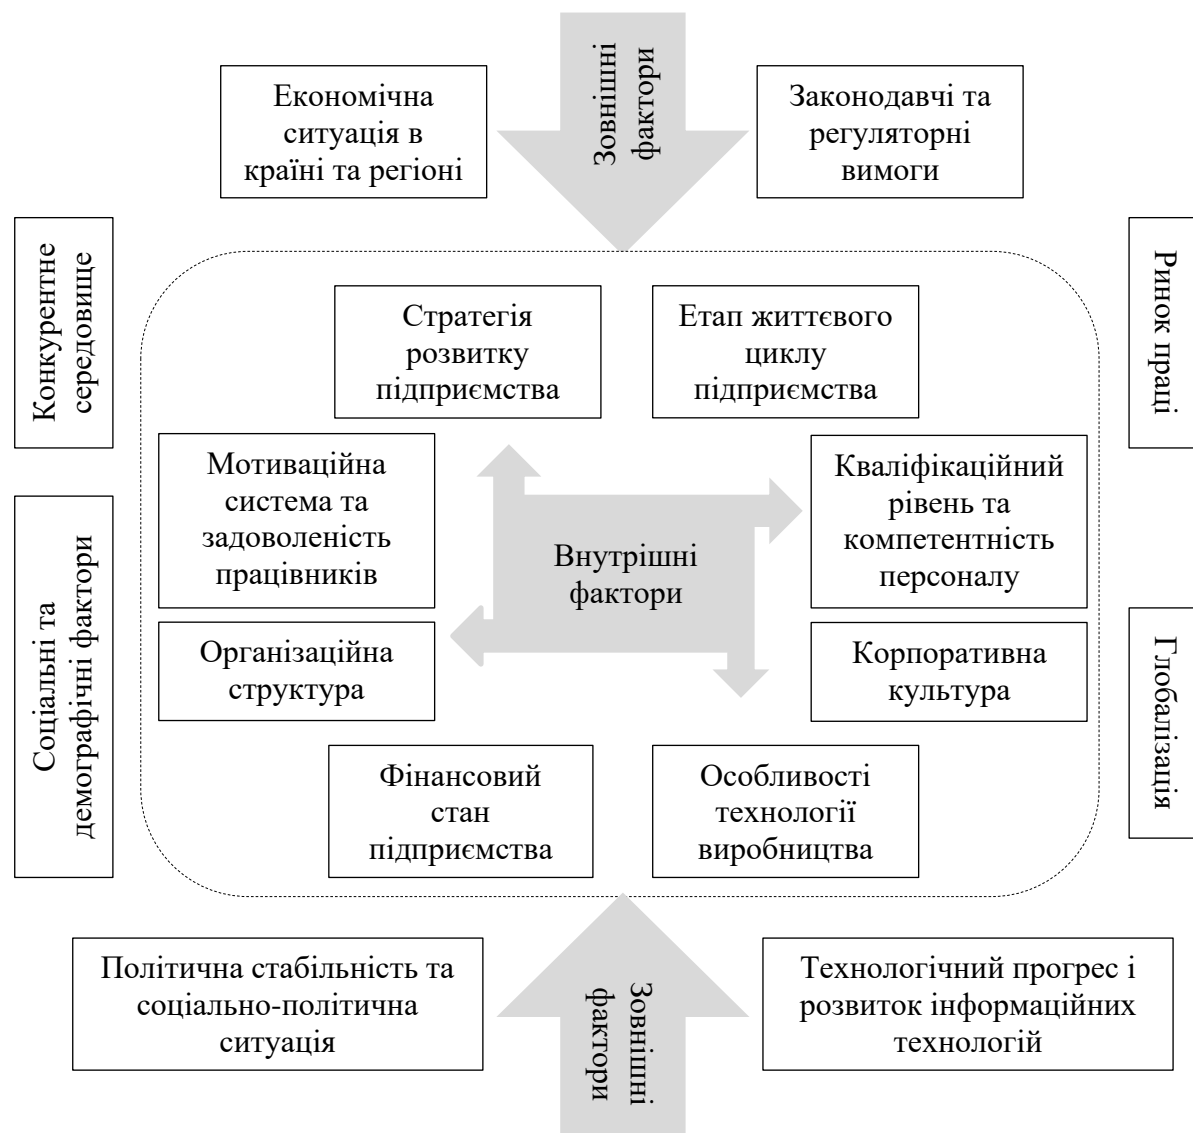 Зовнішні
фактори
Економічна
ситуація в
країні та регіоні
Законодавчі та
регуляторні
вимоги
Конкурентне
середовище
Ринок праці
Стратегія
розвитку
підприємства
Етап життєвого
циклу
підприємства
Мотиваційна
система та
задоволеність
працівників
Кваліфікаційний
рівень та
компетентність
персоналу
Внутрішні
фактори
Соціальні та
демографічні фактори
Глобалізація
Організаційна
структура
Корпоративна
культура
Фінансовий
стан
підприємства
Особливості
технології
виробництва
Політична стабільність та
соціально-політична
ситуація
Зовнішні
фактори
Технологічний прогрес і
розвиток інформаційних
технологій